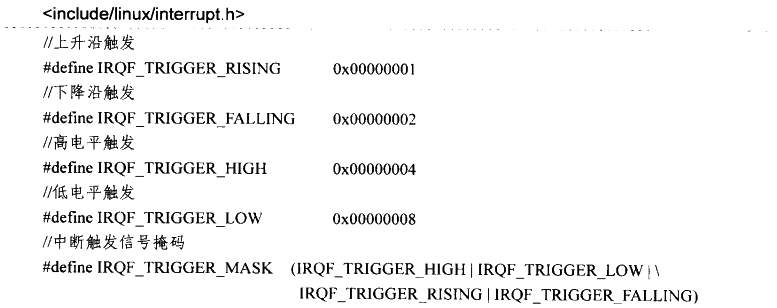 <include/linux/interrupt.h>
//上升沿触发
#define IRQF_TRIGGER_RISING 0x00000001
//下降沿触发
#define IRQF_TRIGGER_FALLING 0x00000002
//高电平触发
#define IRQF_TRIGGER_HIGH 0x00000004
//低电平触发
#define IRQF_TRIGGER_LOW 0x00000008
//中断触发信号掩码
#define IRQF_TRIGGER_MASK (IRQF_TRIGGER_HIGH | IRQF_TRIGGER_LOW | \
IRQF_TRIGGER_RISING | IRQF_TRIGGER_FALLING)